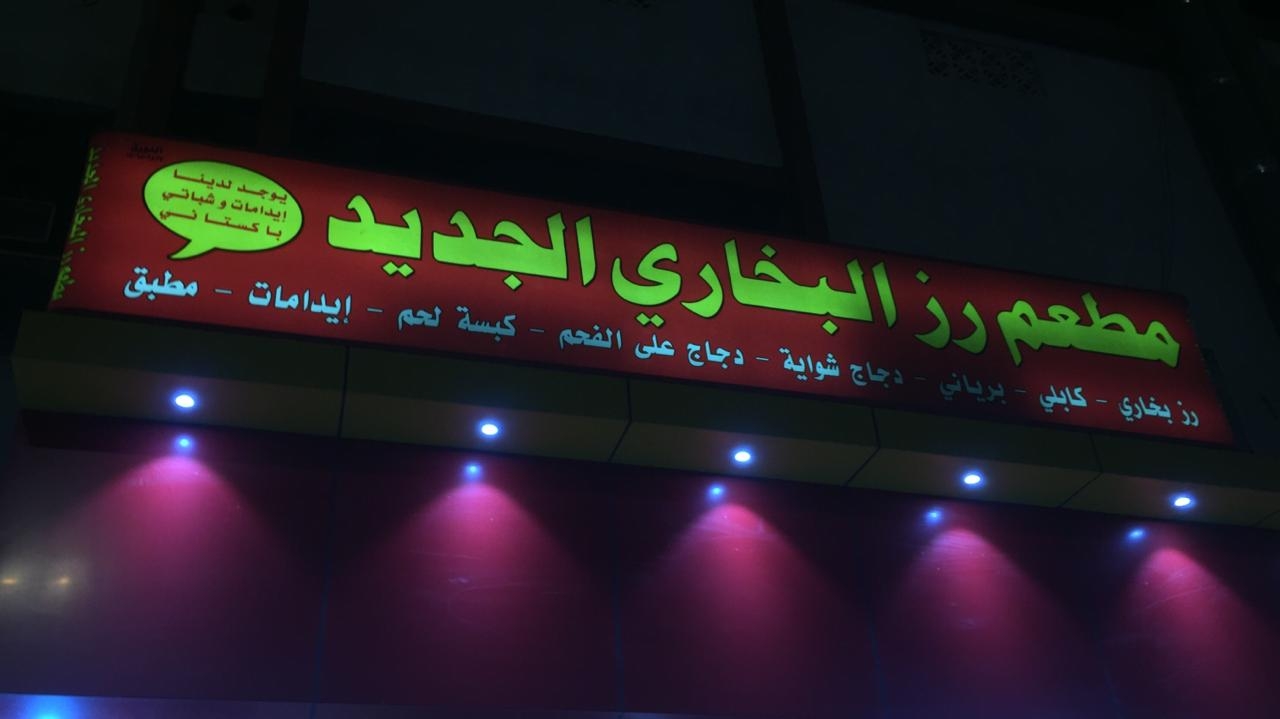 مطعم رز البخاري الجديد
رز بخاري - كابلي - برياني - دجاج شواية - دجاج على الفحم - كبسة لحم - إيدامات - مطبق
يوجد لدينا
إيدامات و شباتي
باكستاني